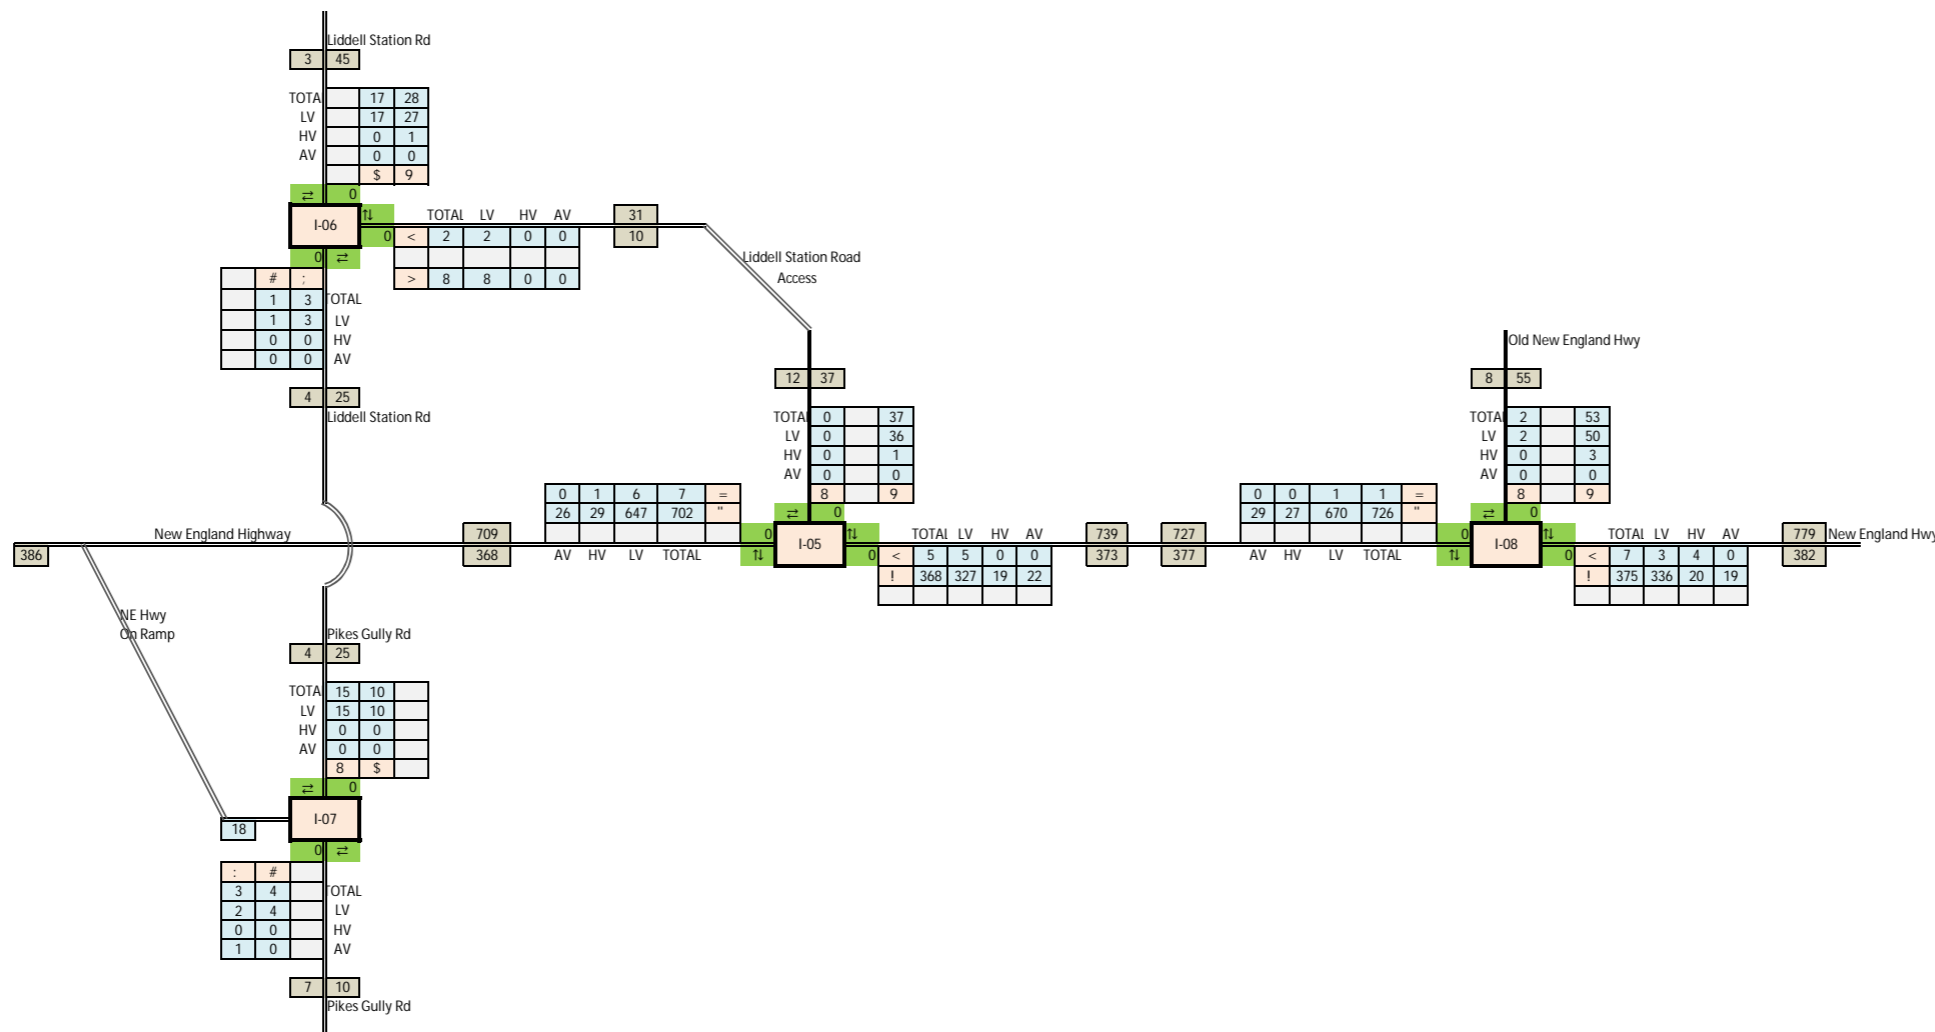 Liddell Station Rd
3 45
TOTA 17 28
LV 17 27
HV 0 1
AV 0 0
$ 9
⇄ 0
I-06
⇅
0
0 ⇄
TOTAL LV HV AV
< 2 2 0 0
> 8 8 0 0
31
10
Liddell Station Road
Access
# ;
1 3 TOTAL
1 3 LV
0 0 HV
0 0 AV
4 25
Liddell Station Rd
12 37
TOTAL 0 37
LV 0 36
HV 0 1
AV 0 0
8 9
⇄ 0
Old New England Hwy
8 55
TOTAL 2 53
LV 2 50
HV 0 3
AV 0 0
8 9
⇄ 0
New England Highway
386
709
368
0 1 6 7 =
26 29 647 702 "
AV HV LV TOTAL
0
⇅
I-05
⇅
0
TOTAL LV HV AV
< 5 5 0 0
! 368 327 19 22
739
373
727
377
0 0 1 1 =
29 27 670 726 "
AV HV LV TOTAL
0
⇅
I-08
⇅
0
TOTAL LV HV AV
< 7 3 4 0
! 375 336 20 19
779
382
New England Hwy
NE Hwy
On Ramp
Pikes Gully Rd
4 25
TOTA 15 10
LV 15 10
HV 0 0
AV 0 0
8 $
⇄ 0
I-07
18
0 ⇄
: #
3 4 TOTAL
2 4 LV
0 0 HV
1 0 AV
7 10
Pikes Gully Rd